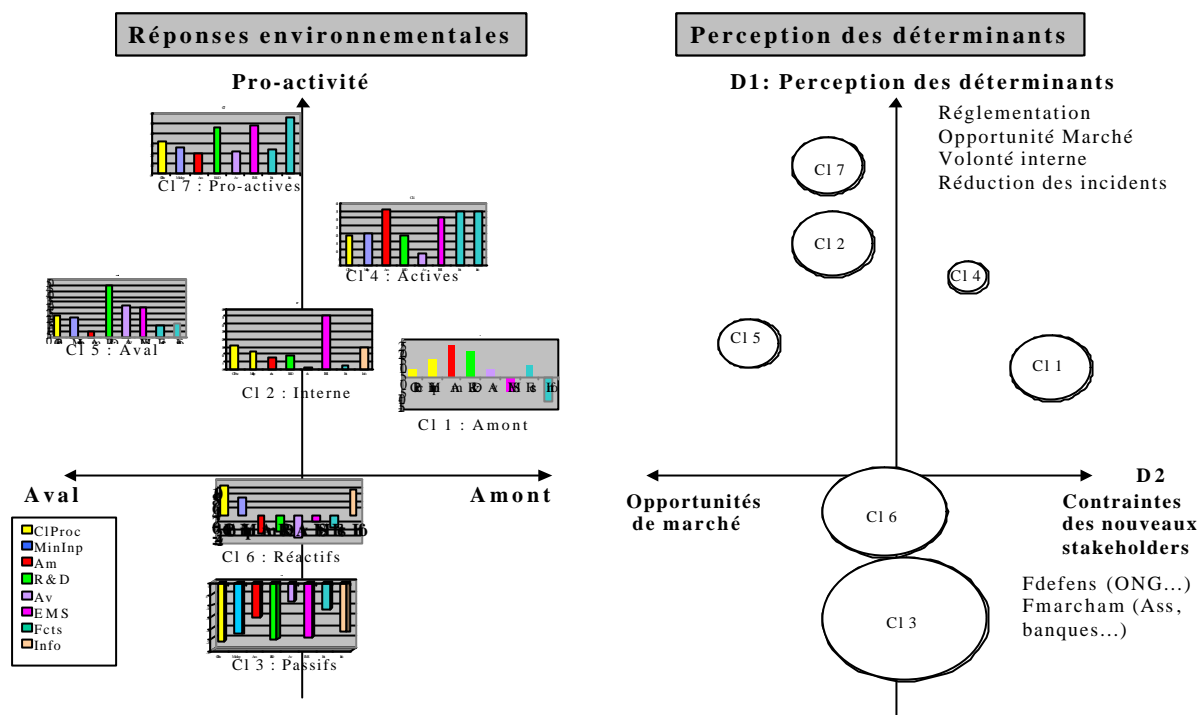 Réponses environnementales
Pro-activité
Cl 7 : Pro-actives
Cl 4 : Actives
Cl 5 : Aval
Cl 2 : Interne
Cl 1 : Amont
Aval
Amont
Cl 6 : Réactifs
Cl 3 : Passifs
ClProc
MinInp
Am
R&D
Av
EMS
Fcts
Info
Perception des déterminants
D1: Perception des déterminants
Réglementation
Opportunité Marché
Volonté interne
Réduction des incidents
Cl 7
Cl 2
Cl 4
Cl 5
Cl 1
D2
Opportunités
de marché
Contraintes
des nouveaux
stakeholders
Cl 6
Fdefens (ONG...)
Fmarcham (Ass,
banques...)
Cl 3